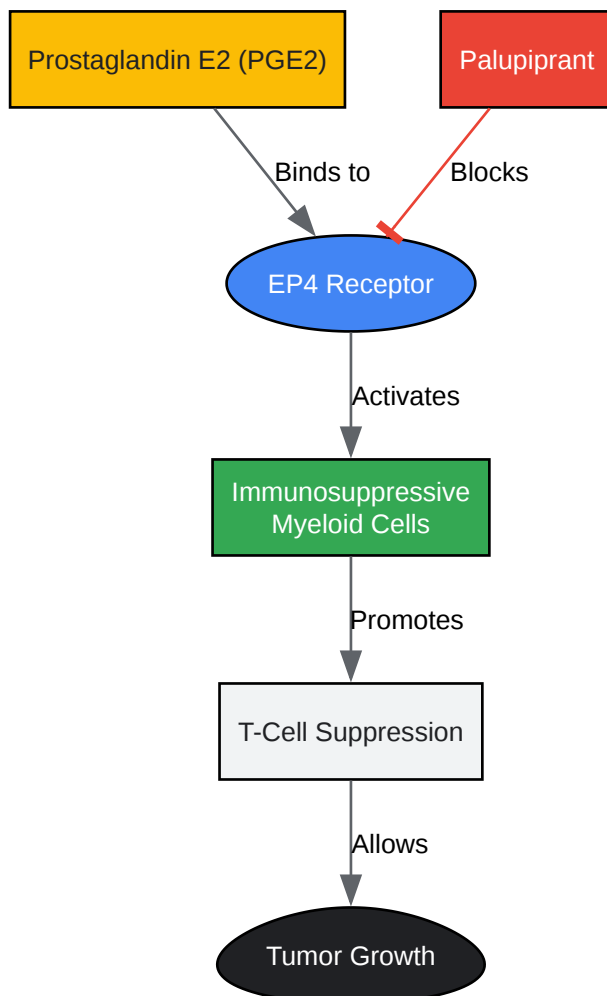 Prostaglandin E2 (PGE2)
Palupiprant
Binds to
Blocks
EP4 Receptor
Activates
Immunosuppressive
Myeloid Cells
Promotes
T-Cell Suppression
Allows
Tumor Growth